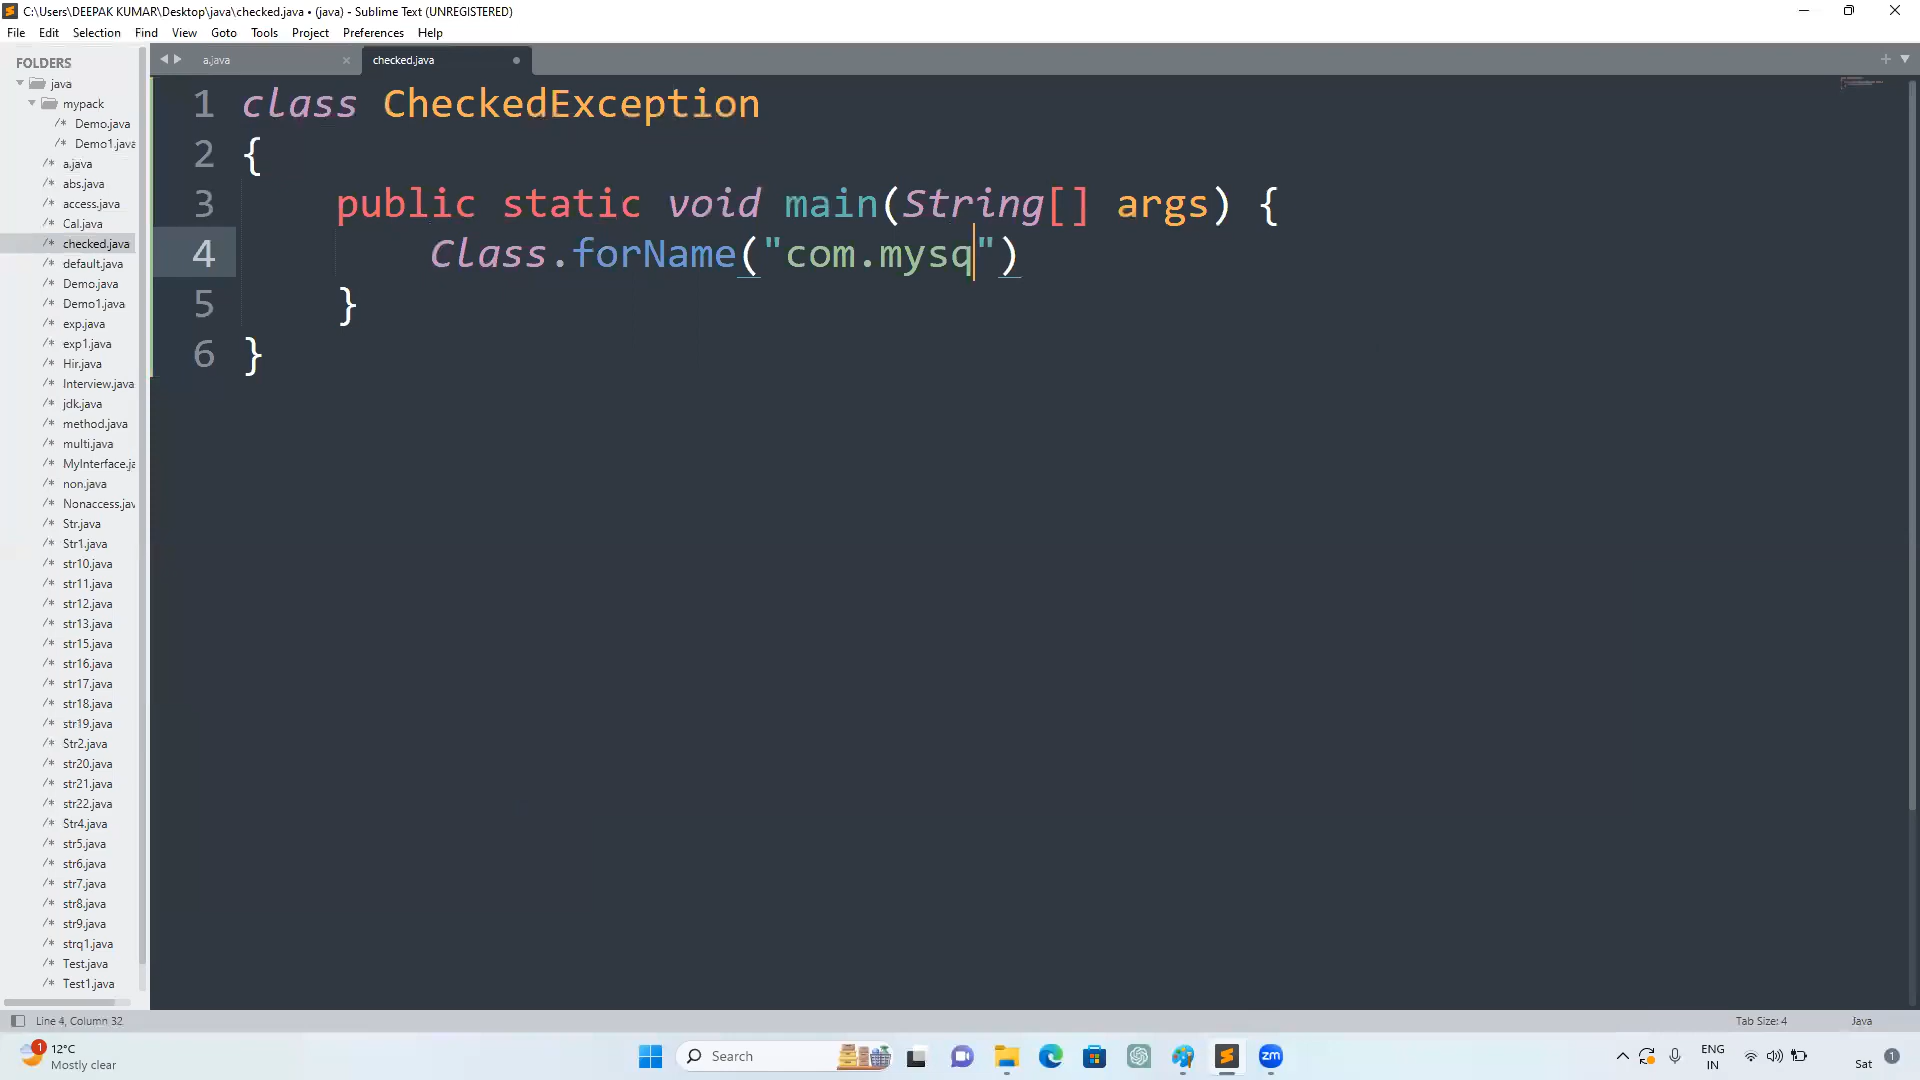 C:\Users\DEEPAK KUMAR\Desktop\java\checked.java • (java) - Sublime Text (UNREGISTERED)
File Edit Selection Find View Goto Tools Project Preferences Help
FOLDERS
java
mypack
/* Demo.java
/* Demo1.java
/* a.java
/* abs.java
/* access.java
/* Cal.java
/* checked.java
/* default.java
/* Demo.java
/* Demo1.java
/* exp.java
/* exp1.java
/* Hir.java
/* Interview.java
/* jdk.java
/* method.java
/* multi.java
/* MyInterface.ja
/* non.java
/* Nonaccess.jav
/* Str.java
/* Str1.java
/* str10.java
/* str11.java
/* str12.java
/* str13.java
/* str15.java
/* str16.java
/* str17.java
/* str18.java
/* str19.java
/* Str2.java
/* str20.java
/* str21.java
/* str22.java
/* Str4.java
/* str5.java
/* str6.java
/* str7.java
/* str8.java
/* str9.java
/* strq1.java
/* Test.java
/* Test1.java
a.java checked.java
1 class CheckedException
2 {
3 public static void main(String[] args) {
4 Class.forName("com.mysq")
5 }
6 }
Line 4, Column 32 Tab Size: 4 Java
1 12°C
Mostly clear
Search
zm
ENG
IN
Sat 1